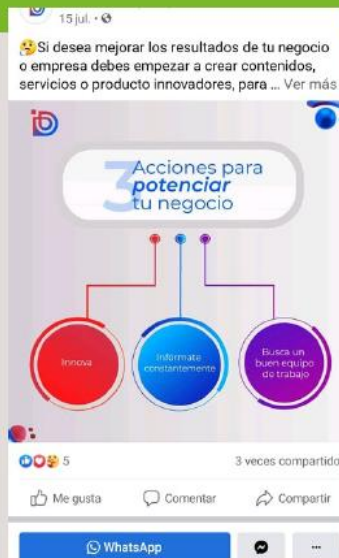 15 jul. •
Si desea mejorar los resultados de tu negocio
o empresa debes empezar a crear contenidos,
servicios o producto innovadores, para ... Ver más
3 Acciones para
potenciar
tu negocio
Innova
Infórmate
constantemente
Busca un
buen equipo
de trabajo
5
3 veces compartido
Me gusta
Comentar
Compartir
WhatsApp